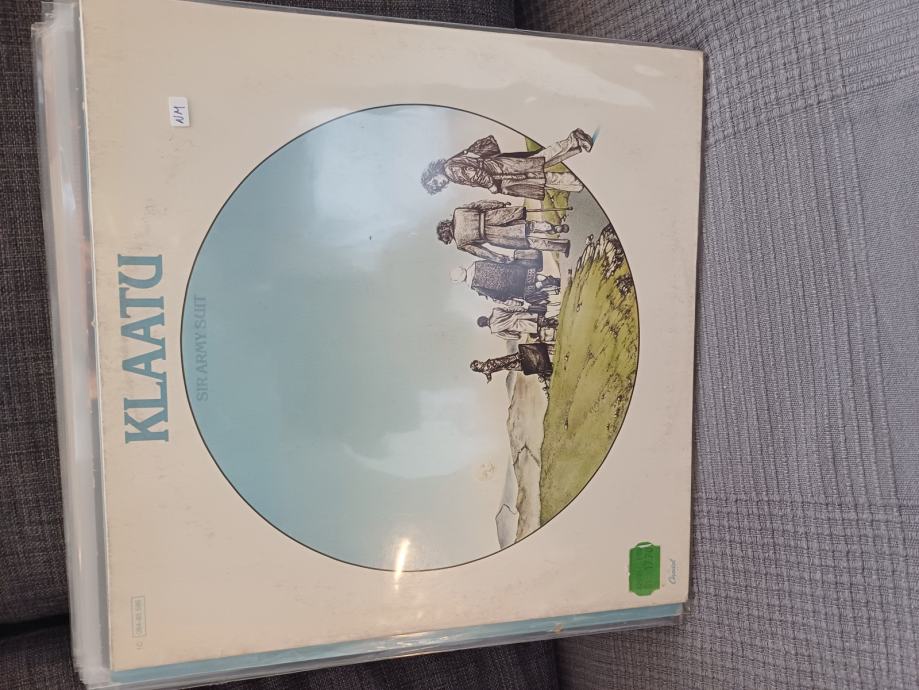 KLAATU
SIR ARMY SUIT
NM
Capitol